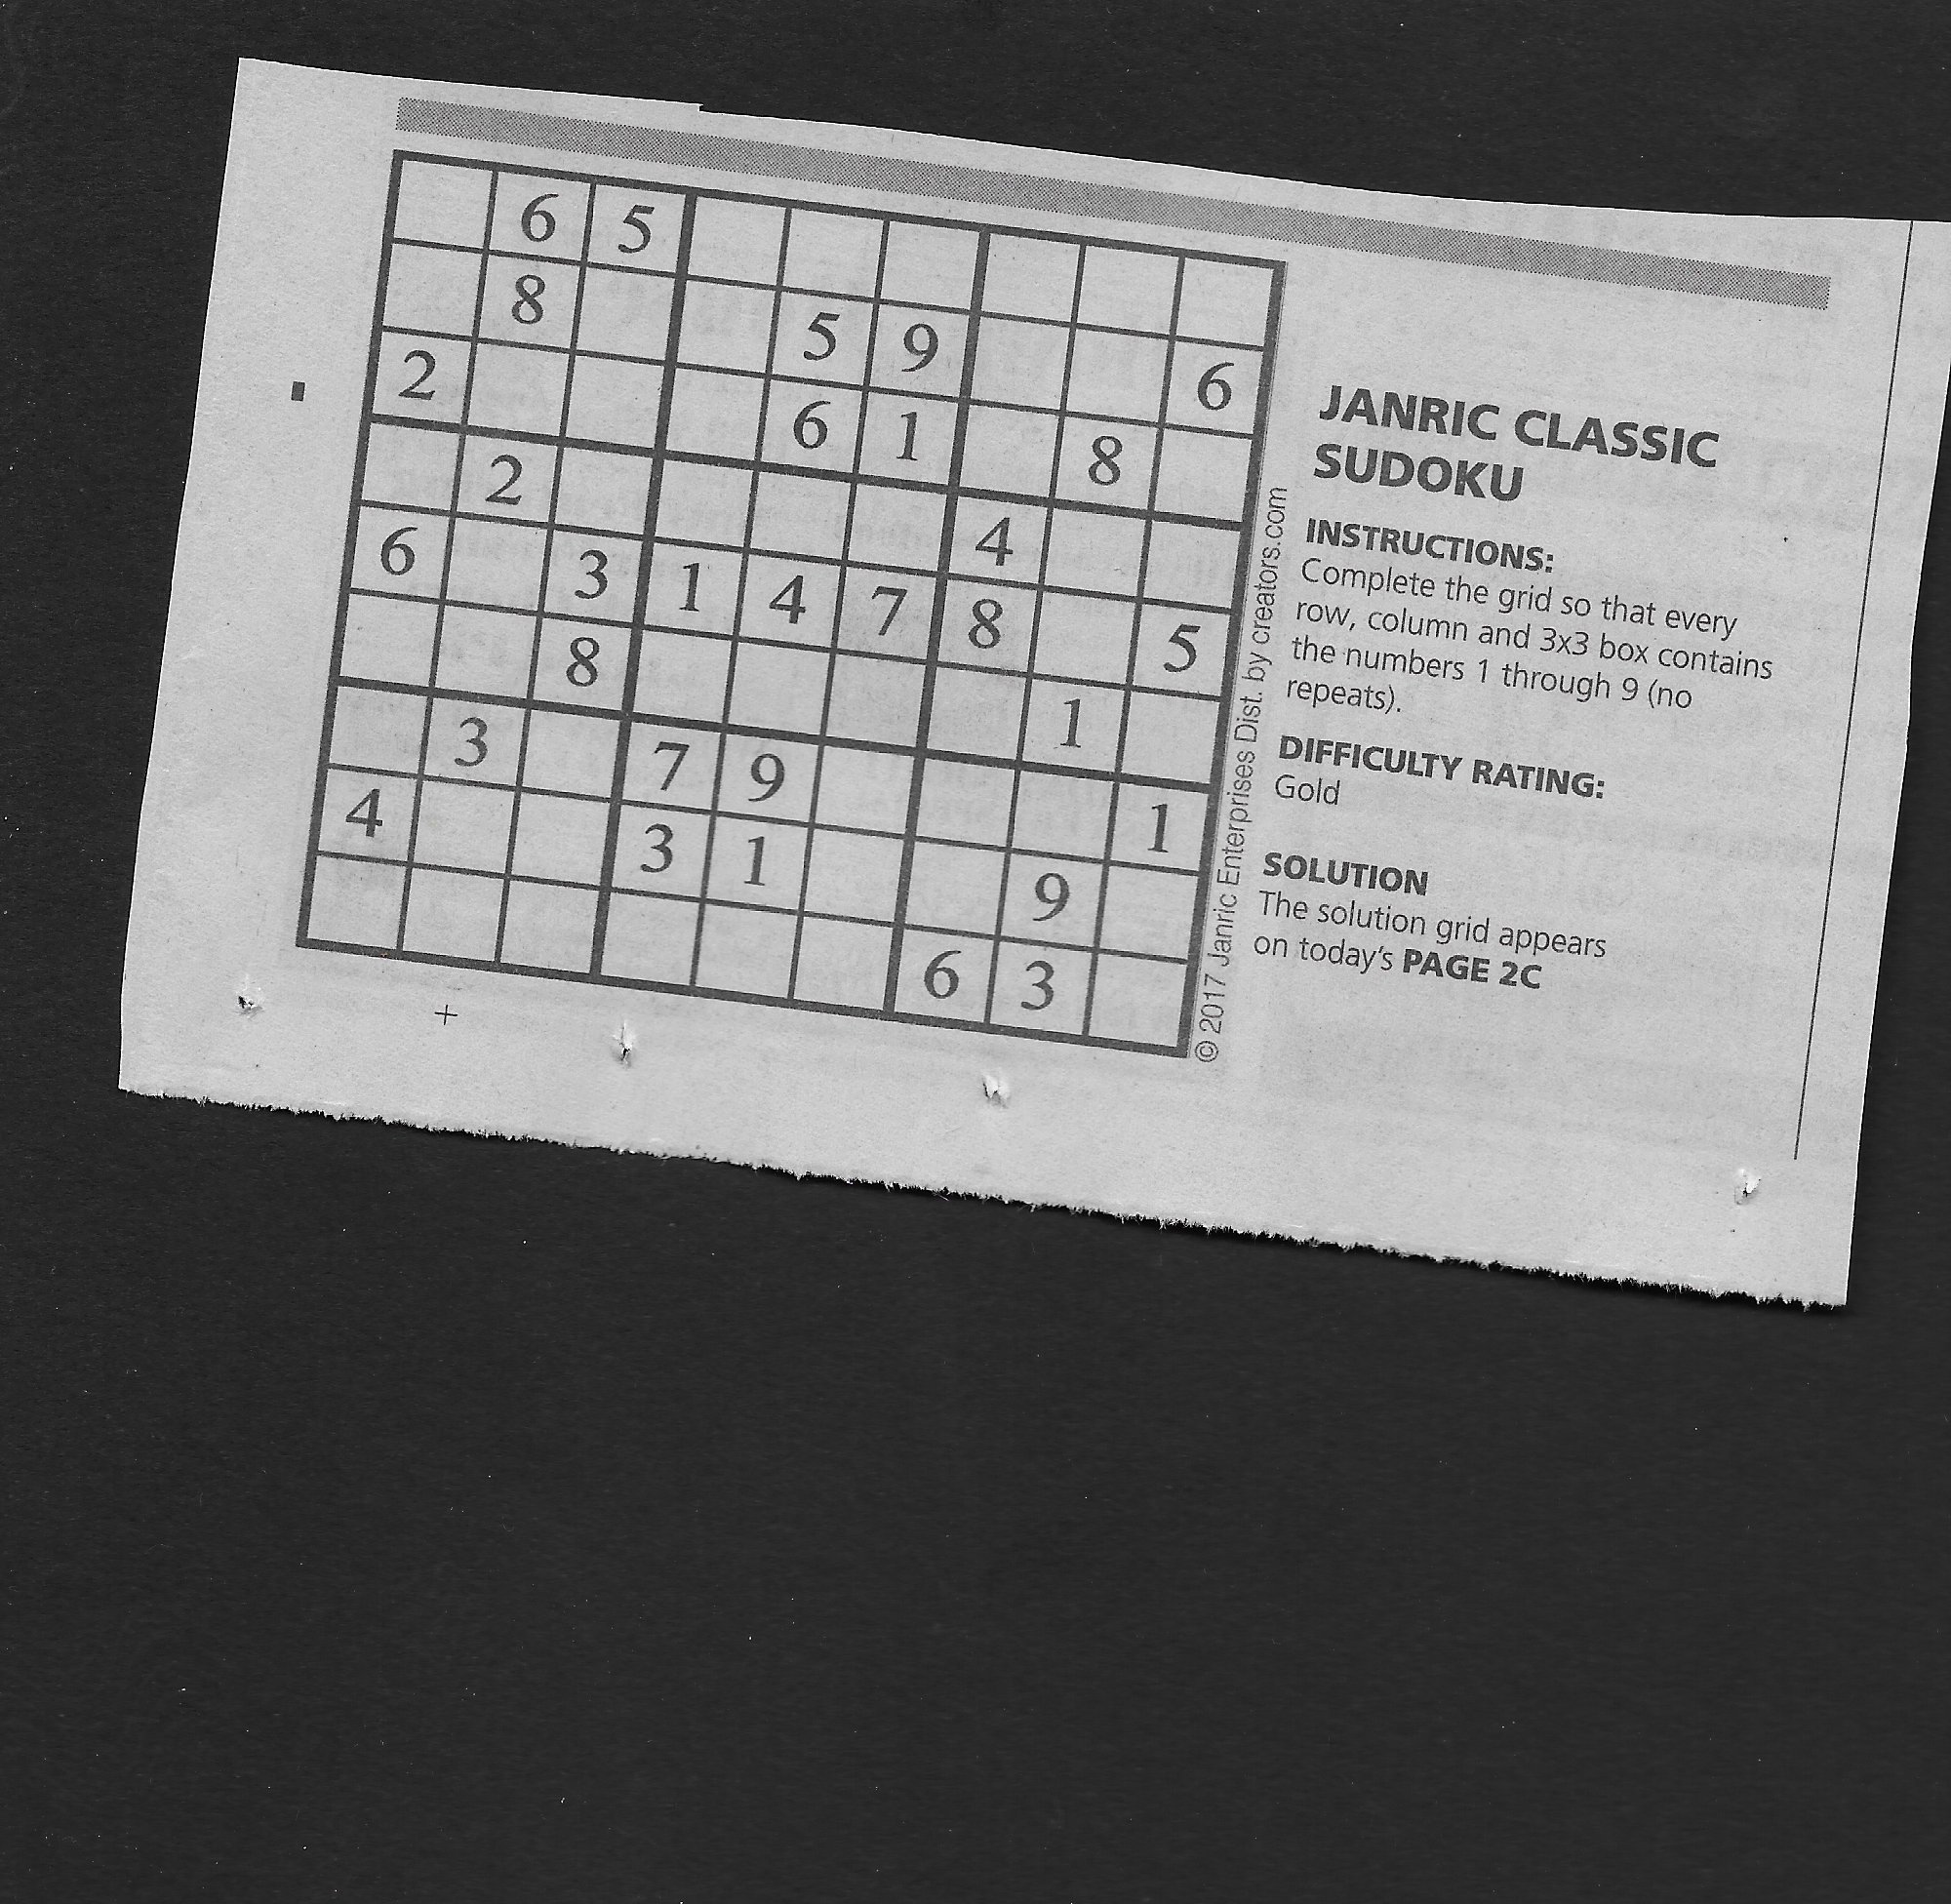 6 5
8 5 9 6
2 6 1 8
2 4
6 3 1 4 7 8 5
8 1
3 7 9 1
4 3 1 9
6 3
© 2017 Janric Enterprises Dist. by creators.com
JANRIC CLASSIC
SUDOKU
INSTRUCTIONS:
Complete the grid so that every
row, column and 3x3 box contains
the numbers 1 through 9 (no
repeats).
DIFFICULTY RATING:
Gold
SOLUTION
The solution grid appears
on today's PAGE 2C